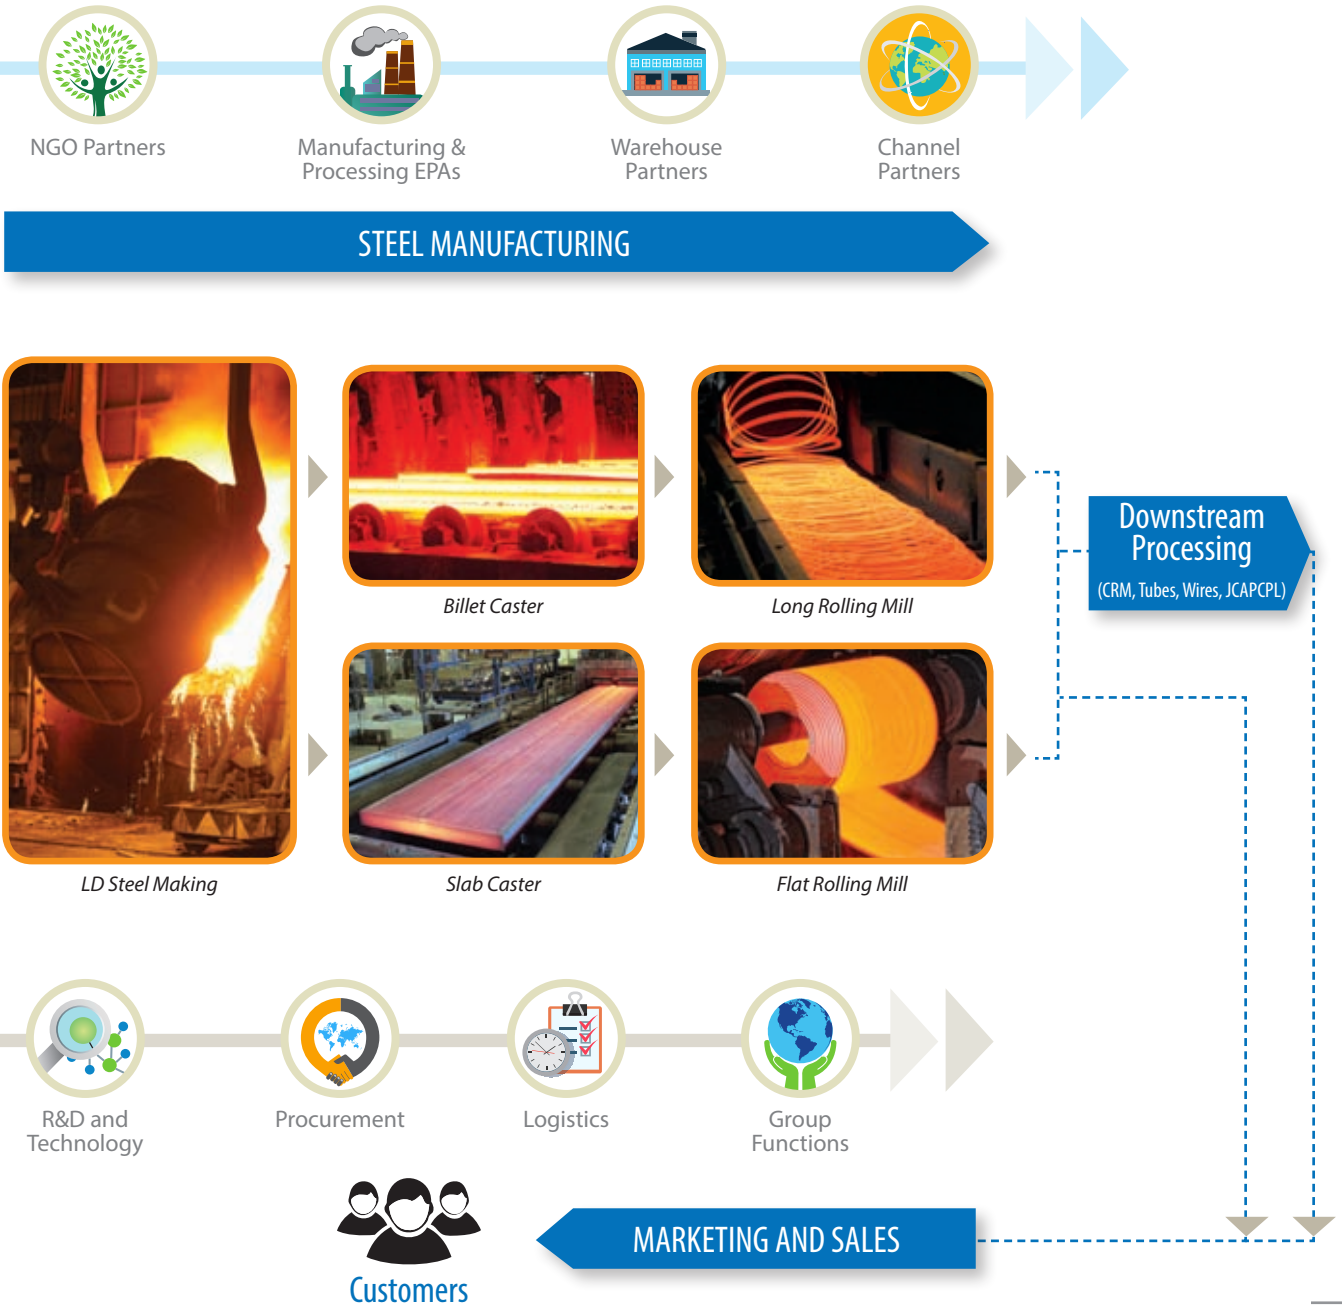 NGO Partners
Manufacturing &
Processing EPAs
Warehouse
Partners
Channel
Partners
STEEL MANUFACTURING
Billet Caster
Long Rolling Mill
Downstream
Processing
(CRM, Tubes, Wires, JCAPCPL)
LD Steel Making
Slab Caster
Flat Rolling Mill
R&D and
Technology
Procurement
Logistics
Group
Functions
MARKETING AND SALES
Customers